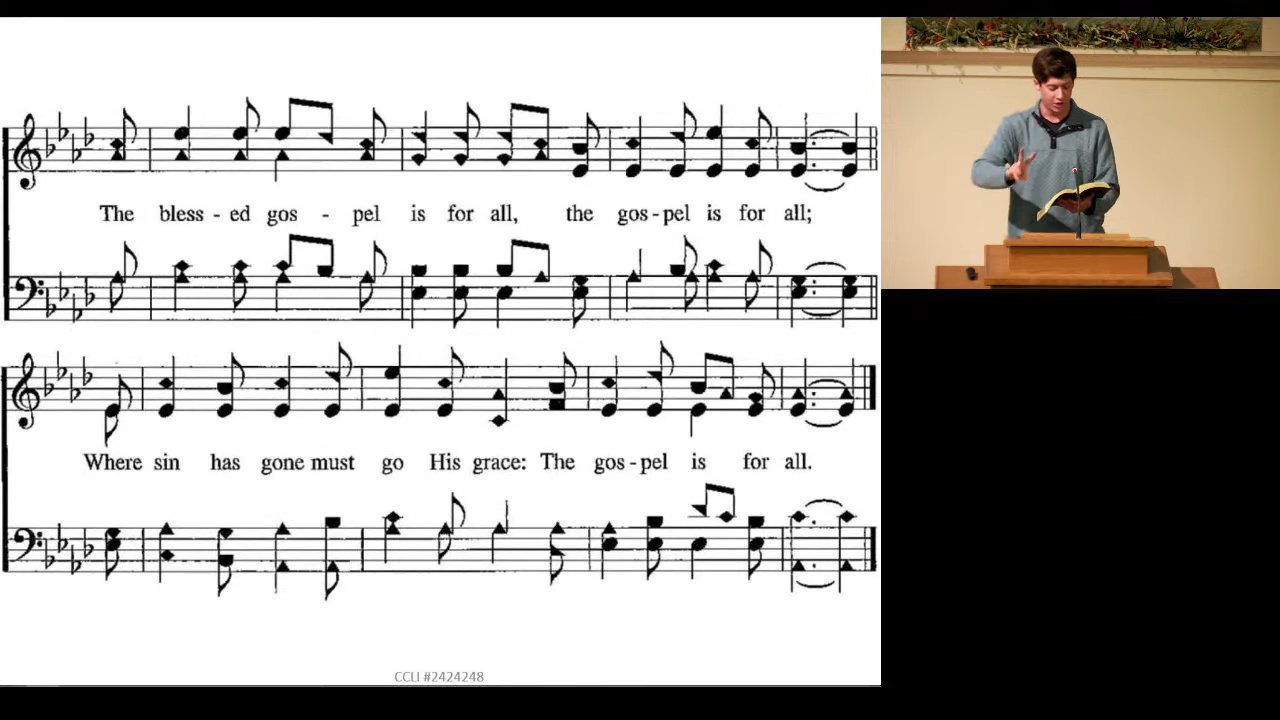 The bless - ed gos - pel is for all, the gos - pel is for all;
Where sin has gone must go His grace: The gos - pel is for all.
CCLI #2424248